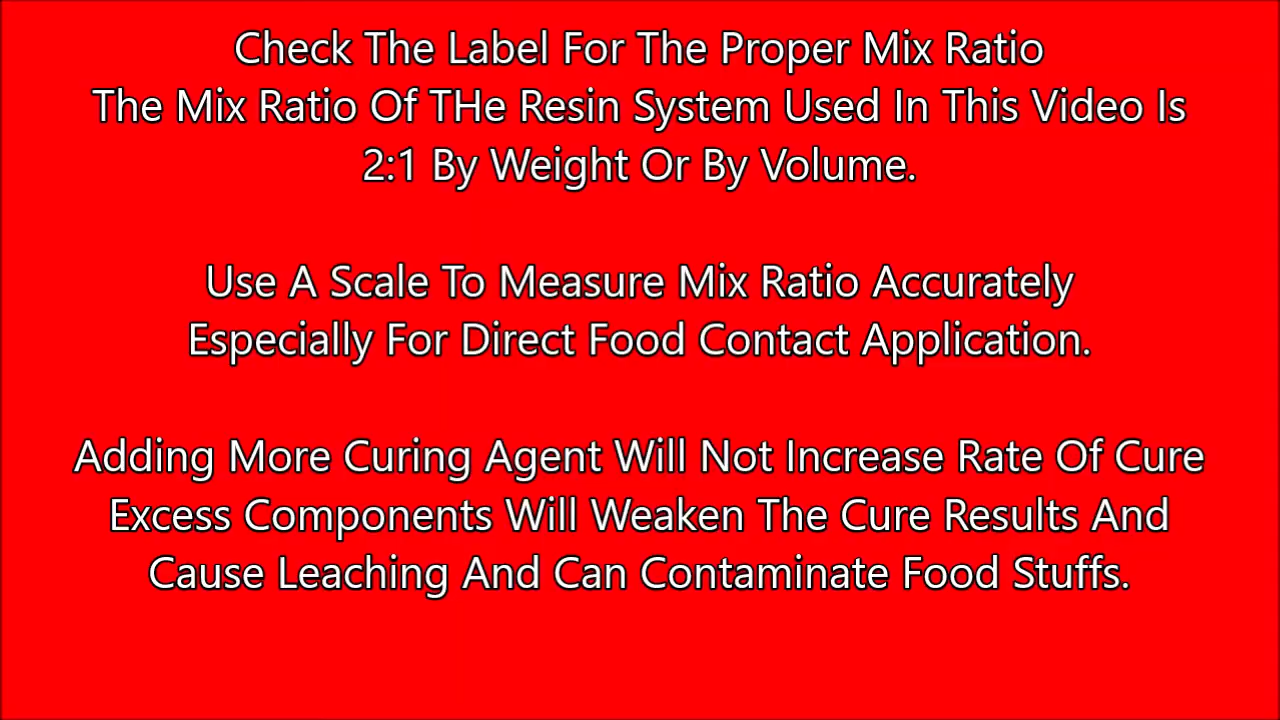 Check The Label For The Proper Mix Ratio
The Mix Ratio Of THe Resin System Used In This Video Is
2:1 By Weight Or By Volume.
Use A Scale To Measure Mix Ratio Accurately
Especially For Direct Food Contact Application.
Adding More Curing Agent Will Not Increase Rate Of Cure
Excess Components Will Weaken The Cure Results And
Cause Leaching And Can Contaminate Food Stuffs.